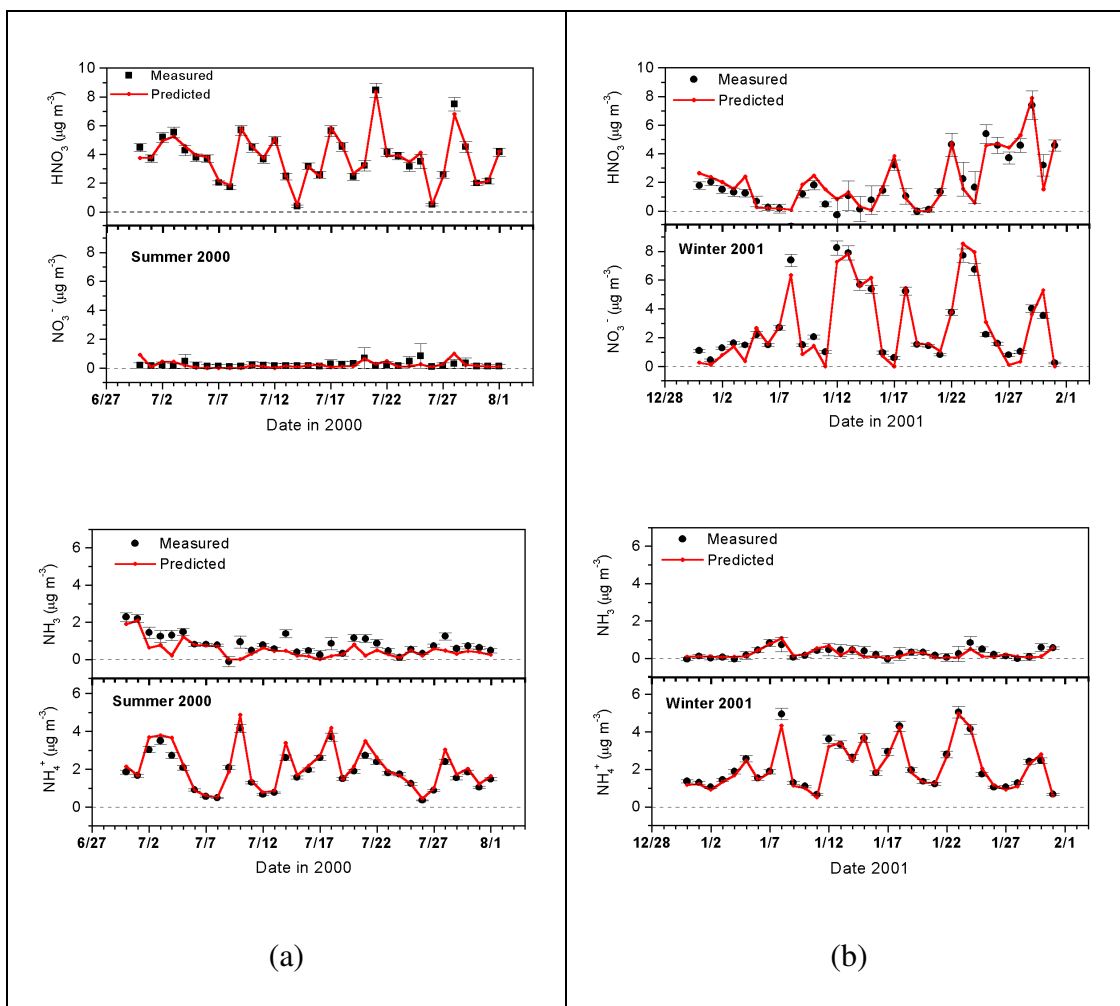 10
8
6
4
2
0
HNO3 (µg m-3)
Measured
Predicted
8
6
4
2
0
NO3- (µg m-3)
Summer 2000
6/27 7/2 7/7 7/12 7/17 7/22 7/27 8/1
Date in 2000
6
4
2
0
NH3 (µg m-3)
Measured
Predicted
6
4
2
0
NH4+ (µg m-3)
Summer 2000
6/27 7/2 7/7 7/12 7/17 7/22 7/27 8/1
Date in 2000
(a)
10
8
6
4
2
0
HNO3 (µg m-3)
Measured
Predicted
8
6
4
2
0
NO3- (µg m-3)
Winter 2001
12/28 1/2 1/7 1/12 1/17 1/22 1/27 2/1
Date in 2001
6
4
2
0
NH3 (µg m-3)
Measured
Predicted
6
4
2
0
NH4+ (µg m-3)
Winter 2001
12/28 1/2 1/7 1/12 1/17 1/22 1/27 2/1
Date 2001
(b)